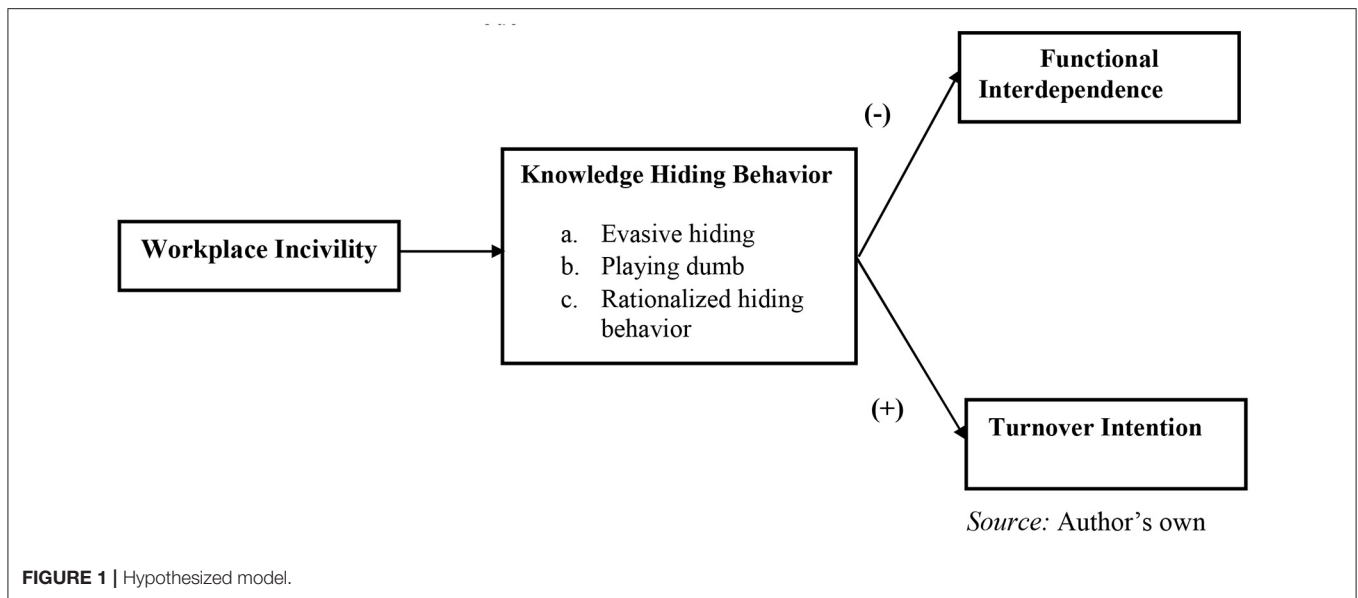 Functional
Interdependence
(-)
Knowledge Hiding Behavior
a. Evasive hiding
b. Playing dumb
c. Rationalized hiding
behavior
Workplace Incivility
(+)
Turnover Intention
Source: Author's own
FIGURE 1 | Hypothesized model.